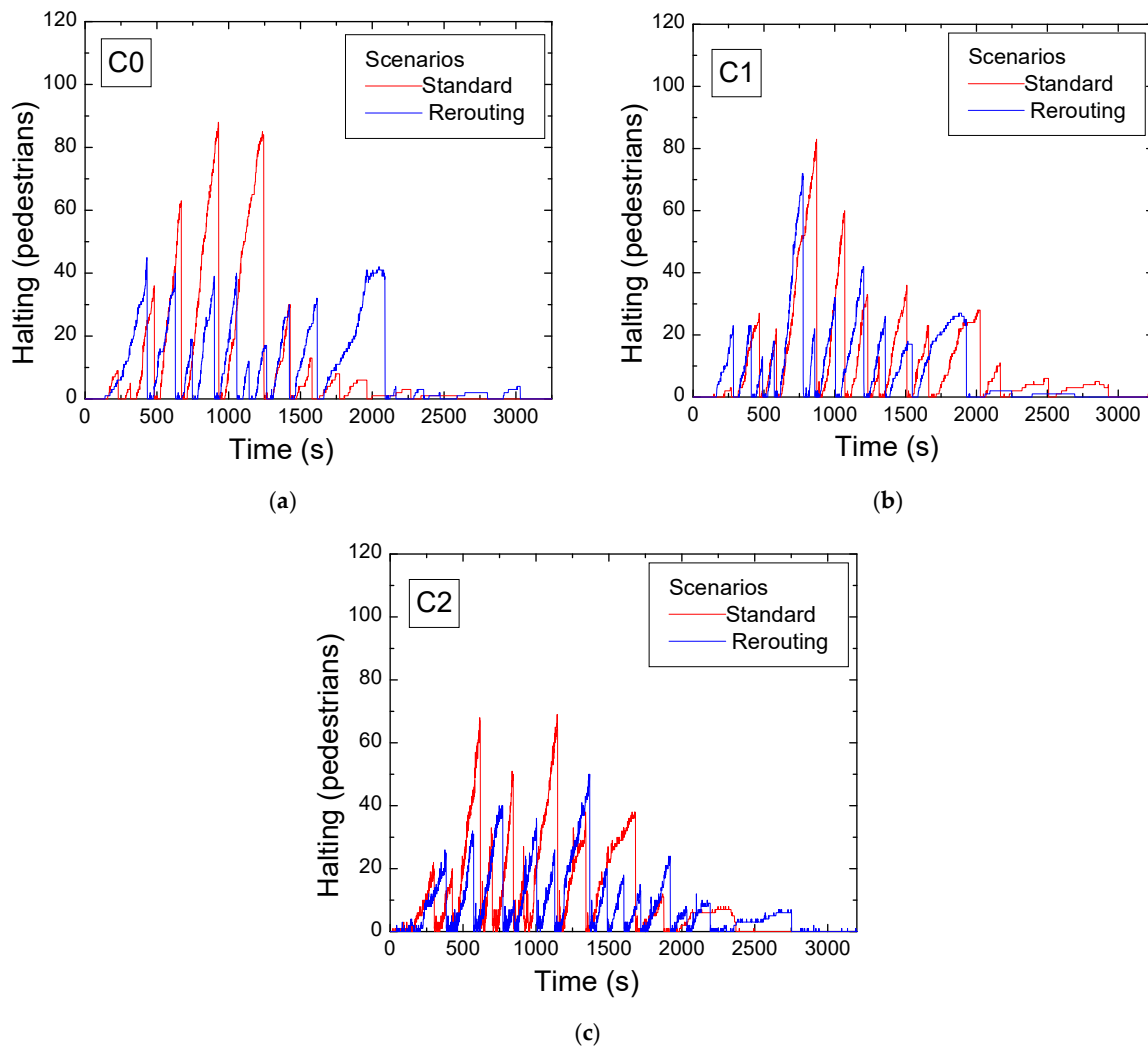 120
100
80
60
40
20
0
Halting (pedestrians)
C0
Scenarios
Standard
Rerouting
0 500 1000 1500 2000 2500 3000
Time (s)
(a)
120
100
80
60
40
20
0
Halting (pedestrians)
C1
Scenarios
Standard
Rerouting
0 500 1000 1500 2000 2500 3000
Time (s)
(b)
120
100
80
60
40
20
0
Halting (pedestrians)
C2
Scenarios
Standard
Rerouting
0 500 1000 1500 2000 2500 3000
Time (s)
(c)